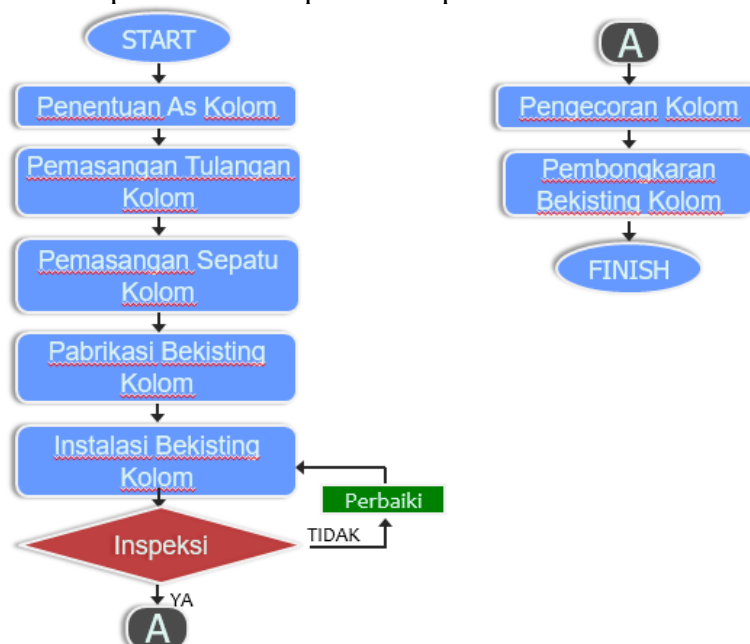 START
Penentuan As Kolom
Pemasangan Tulangan
Kolom
Pemasangan Sepatu
Kolom
Pabrikasi Bekisting
Kolom
Instalasi Bekisting
Kolom
Perbaiki
Inspeksi
TIDAK
YA
A
A
Pengecoran Kolom
Pembongkaran
Bekisting Kolom
FINISH